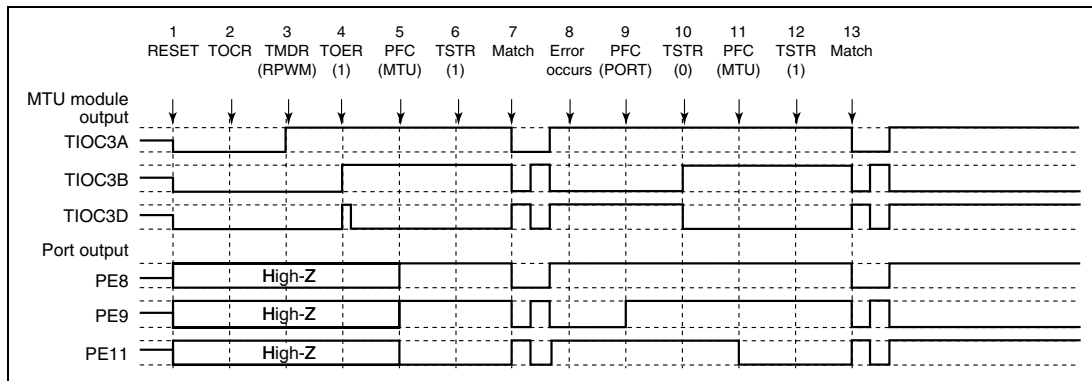 1 2 3 4 5 6 7 8 9 10 11 12 13
RESET TOCR TMDR TOER PFC TSTR Match Error PFC TSTR PFC TSTR Match
(RPWM) (1) (MTU) (1) occurs (PORT) (0) (MTU) (1)
MTU module
output
TIOC3A
TIOC3B
TIOC3D
Port output
PE8 High-Z
PE9 High-Z
PE11 High-Z